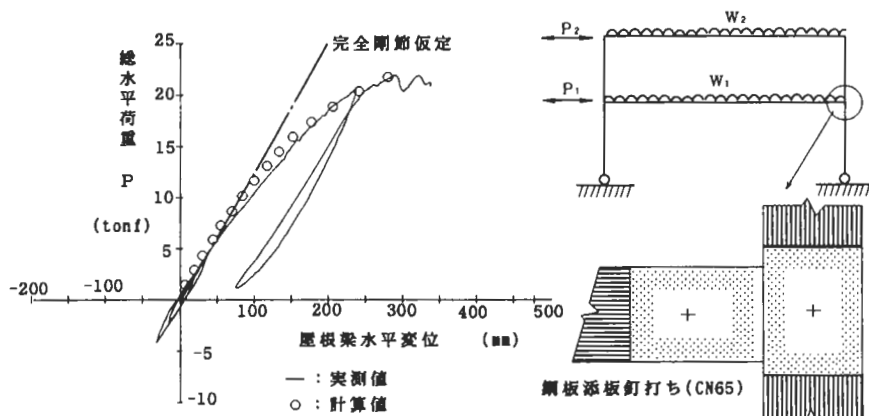 25
20
15
10
5
0
-5
-10
総水平荷重
P
(tonf)
-200
-100
100
200
300
400
500
屋根梁水平変位 (mm)
完全剛節仮定
— : 実測値
○ : 計算値
W2
P2
W1
P1
鋼板添板釘打ち(CN65)